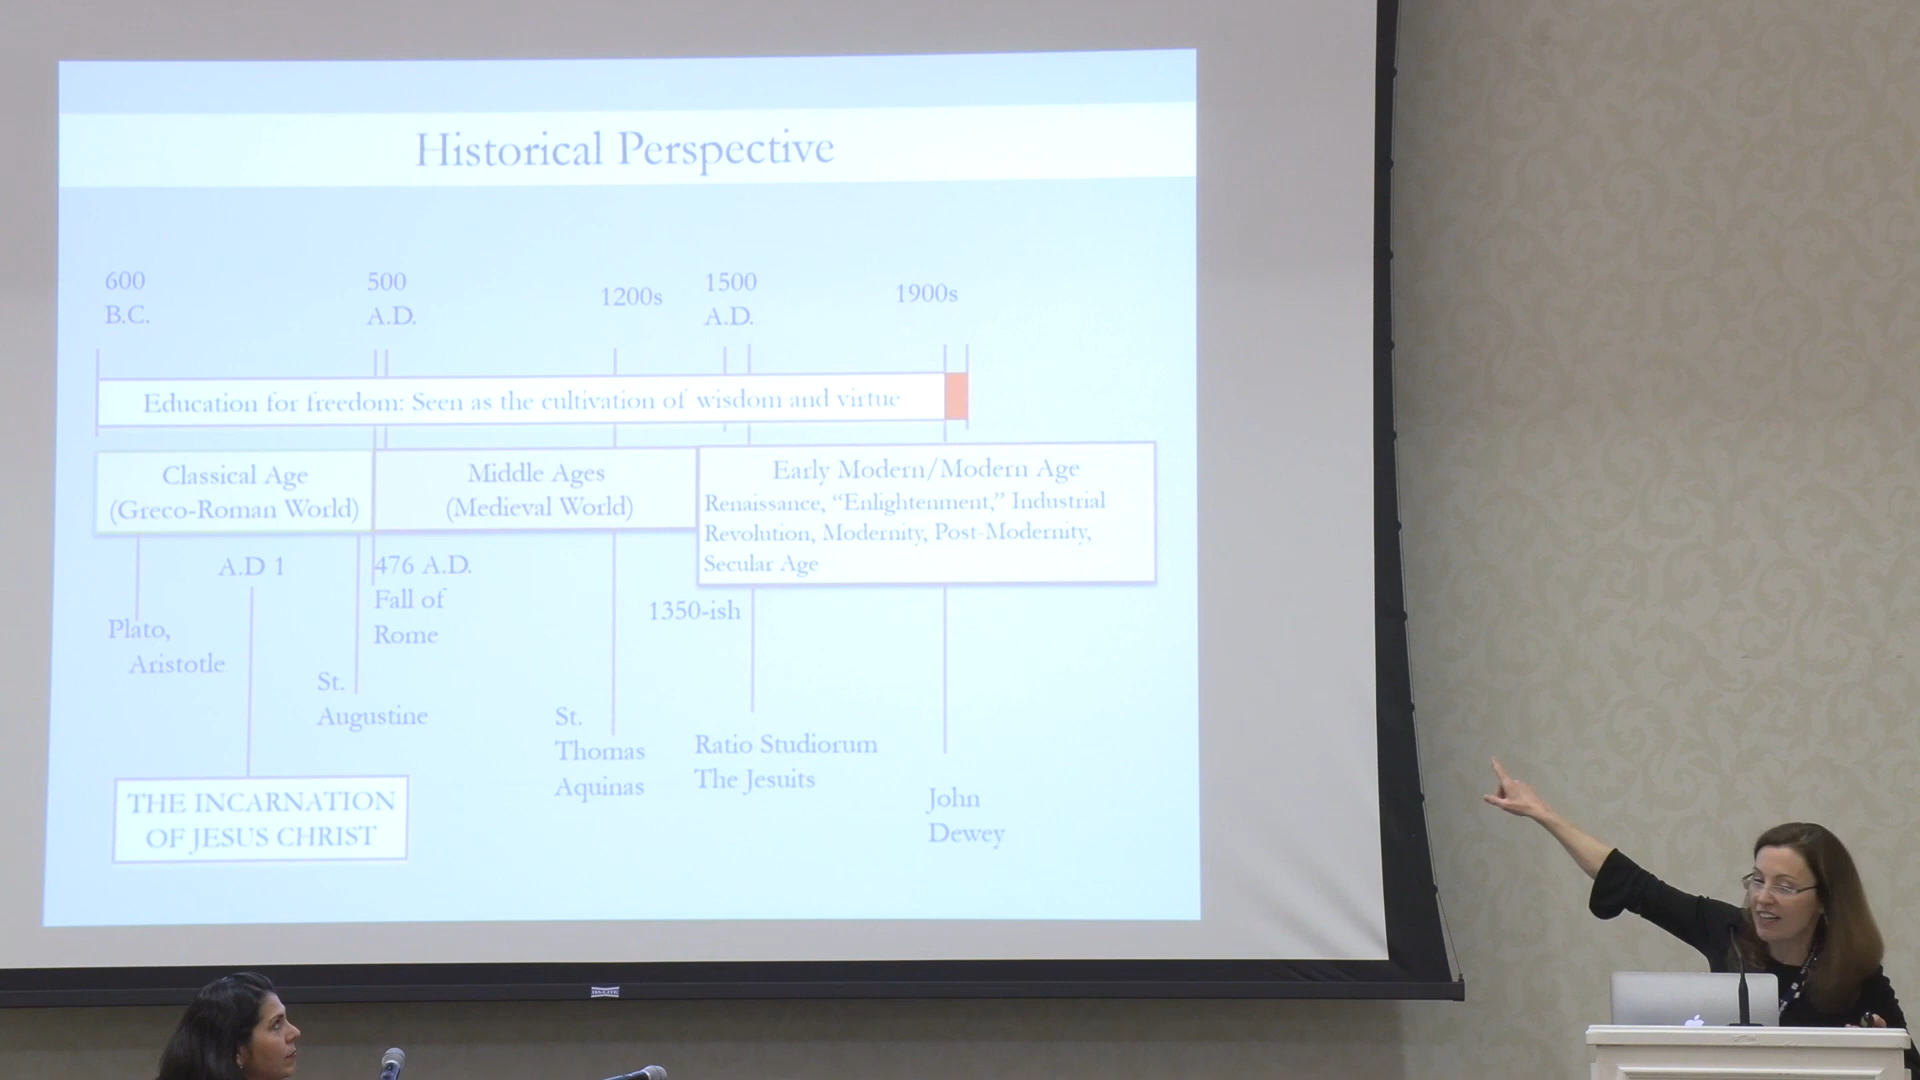 Historical Perspective
600
B.C.
500
A.D.
1200s
1500
A.D.
1900s
Education for freedom: Seen as the cultivation of wisdom and virtue
Classical Age
(Greco-Roman World)
Middle Ages
(Medieval World)
Early Modern/Modern Age
Renaissance, “Enlightenment,” Industrial
Revolution, Modernity, Post-Modernity,
Secular Age
A.D 1
476 A.D.
Fall of
Rome
1350-ish
Plato,
Aristotle
St.
Augustine
St.
Thomas
Aquinas
Ratio Studiorum
The Jesuits
John
Dewey
THE INCARNATION
OF JESUS CHRIST